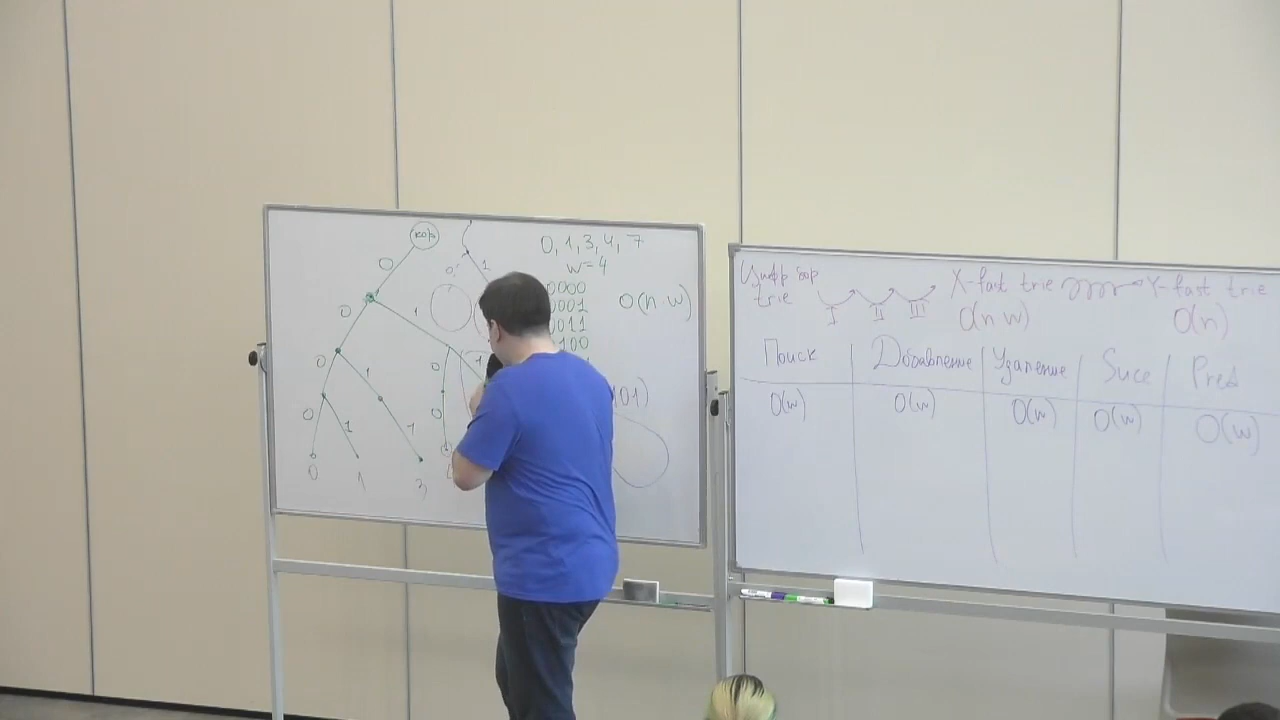 кор
0, 1, 3, 4, 7
w=4
0 1
0000
0001
0011
100
O(n·w)
0 1
0 1 0 1
0 1 1 0
0 1 3
01)
Цифр бор
trie
I II III
X-fast trie
Y-fast trie
O(n w)
O(n)
Поиск Добавление Удаление Succ Pred
O(w) O(w) O(w) O(w) O(w)